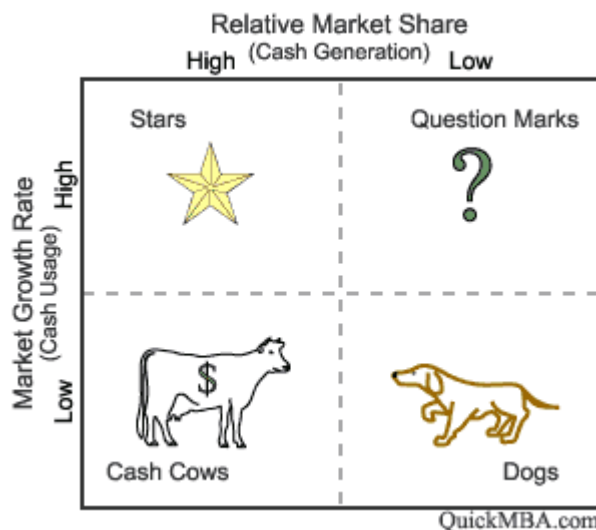 Relative Market Share
(Cash Generation)
High Low
Market Growth Rate
(Cash Usage)
High
Low
Stars
Question Marks
?
$
Cash Cows
Dogs
QuickMBA.com